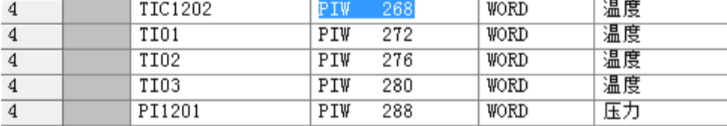 4 TIC1202 PIW 268 WORD 温度
4 TI01 PIW 272 WORD 温度
4 TI02 PIW 276 WORD 温度
4 TI03 PIW 280 WORD 温度
4 PI1201 PIW 288 WORD 压力